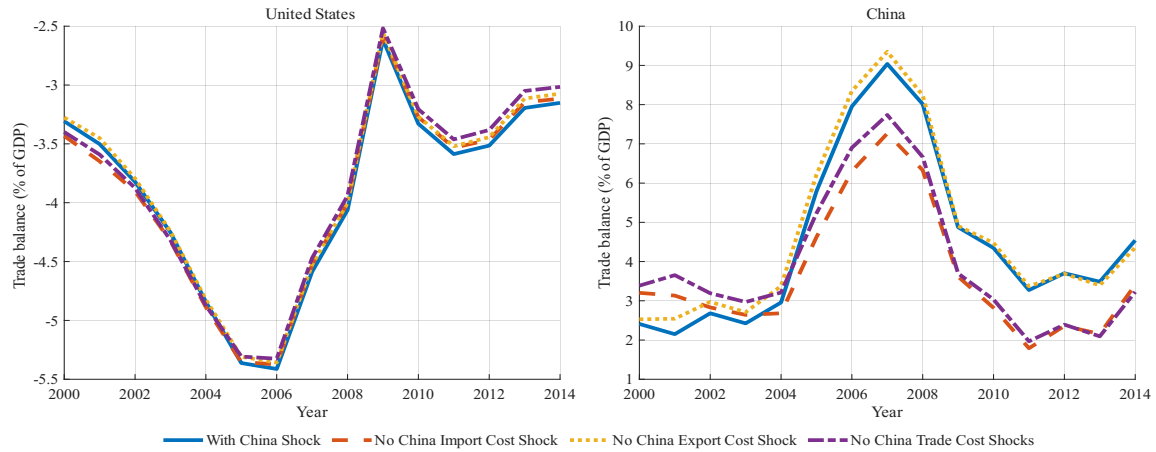 United States
Trade balance (% of GDP)
-2.5
-3
-3.5
-4
-4.5
-5
-5.5
2000 2002 2004 2006 2008 2010 2012 2014
Year
China
Trade balance (% of GDP)
10
9
8
7
6
5
4
3
2
1
2000 2002 2004 2006 2008 2010 2012 2014
Year
With China Shock No China Import Cost Shock No China Export Cost Shock No China Trade Cost Shocks